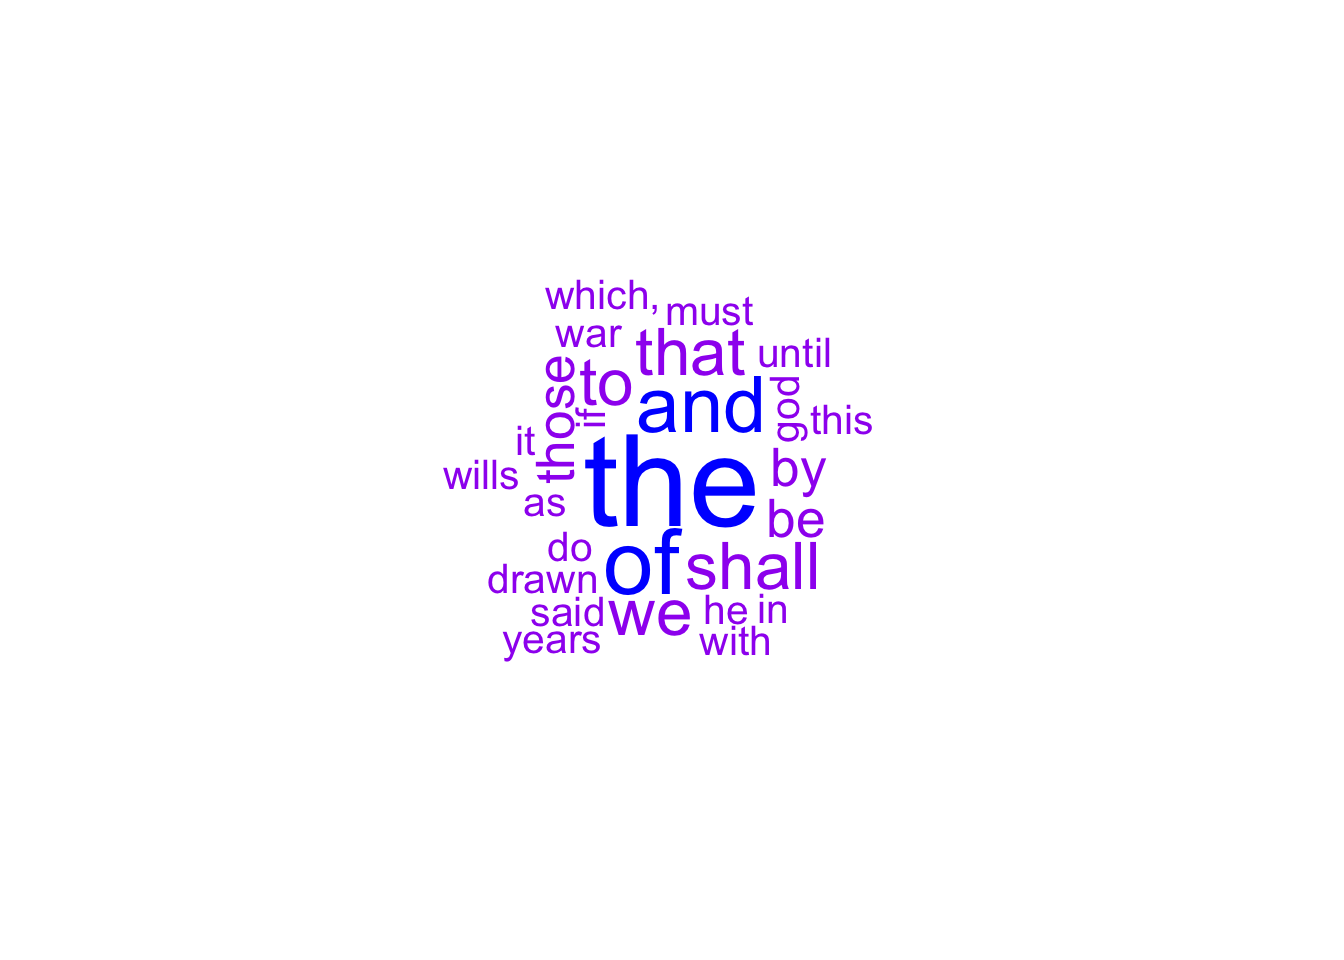 which,
must
war
that
until
those
to
and
god
if
this
it
the
by
wills
as
be
do
of
shall
drawn
said
we
he
in
years
with